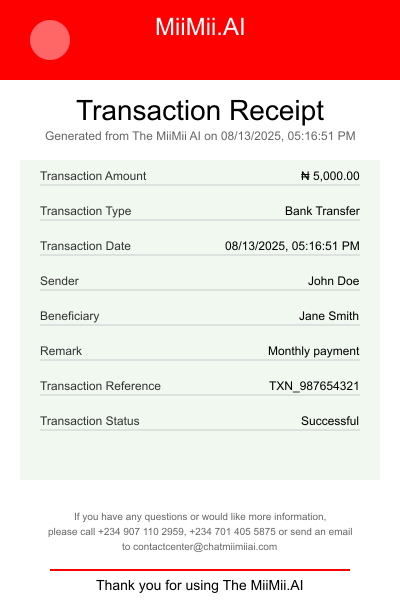 MiiMii.AI
Transaction Receipt
Generated from The MiiMii AI on 08/13/2025, 05:16:51 PM
Transaction Amount ₦ 5,000.00
Transaction Type Bank Transfer
Transaction Date 08/13/2025, 05:16:51 PM
Sender John Doe
Beneficiary Jane Smith
Remark Monthly payment
Transaction Reference TXN_987654321
Transaction Status Successful
If you have any questions or would like more information,
please call +234 907 110 2959, +234 701 405 5875 or send an email
to contactcenter@chatmiimiiai.com
Thank you for using The MiiMii.AI